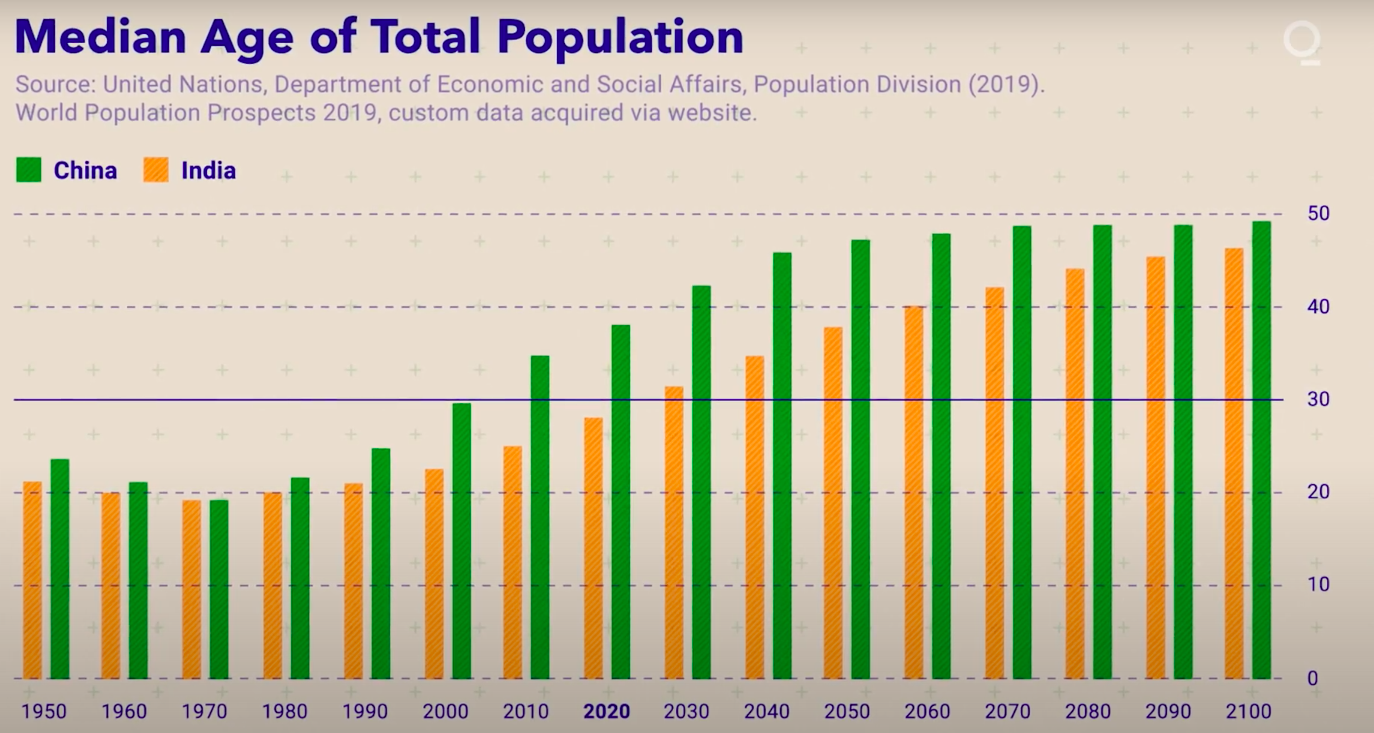 Median Age of Total Population
Source: United Nations, Department of Economic and Social Affairs, Population Division (2019).
World Population Prospects 2019, custom data acquired via website.
China India
50
40
30
20
10
0
1950 1960 1970 1980 1990 2000 2010 2020 2030 2040 2050 2060 2070 2080 2090 2100